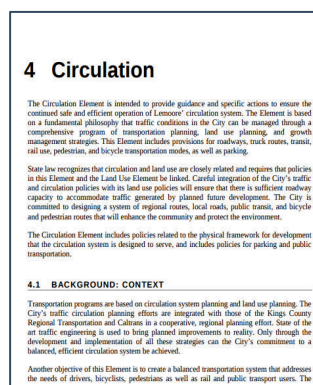 4 Circulation
The Circulation Element is intended to provide guidance and specific actions to ensure the
continued safe and efficient operation of Lemoore' circulation system. The Element is based
on a fundamental philosophy that traffic conditions in the City can be managed through a
comprehensive program of transportation planning, land use planning, and growth
management strategies. This Element includes provisions for roadways, truck routes, transit,
rail use, pedestrian, and bicycle transportation modes, as well as parking.
State law recognizes that circulation and land use are closely related and requires that policies
in this Element and the Land Use Element be linked. Careful integration of the City's traffic
and circulation policies with its land use policies will ensure that there is sufficient roadway
capacity to accommodate traffic generated by planned future development. The City is
committed to designing a system of regional routes, local roads, public transit, and bicycle
and pedestrian routes that will enhance the community and protect the environment.
The Circulation Element includes policies related to the physical framework for development
that the circulation system is designed to serve, and includes policies for parking and public
transportation.
4.1 BACKGROUND: CONTEXT
Transportation programs are based on circulation system planning and land use planning. The
City's traffic circulation planning efforts are integrated with those of the Kings County
Regional Transportation and Caltrans in a cooperative, regional planning effort. State of the
art traffic engineering is used to bring planned improvements to reality. Only through the
development and implementation of all these strategies can the City's commitment to a
balanced, efficient circulation system be achieved.
Another objective of this Element is to create a balanced transportation system that addresses
the needs of drivers, bicyclists, pedestrians as well as rail and public transport users. The